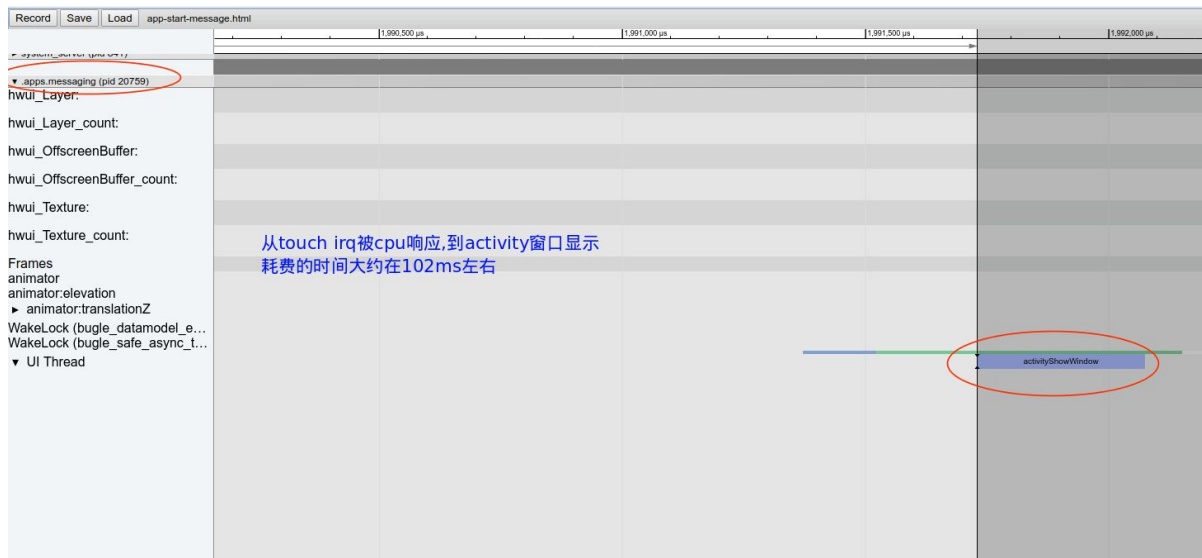 Record Save Load app-start-message.html
1,990,500 µs 1,991,000 µs 1,991,500 µs 1,992,000 µs
▸ system_server (pid 841)
▾ .apps.messaging (pid 20759)
hwui_Layer:
hwui_Layer_count:
hwui_OffscreenBuffer:
hwui_OffscreenBuffer_count:
hwui_Texture:
hwui_Texture_count:
从touch irq被cpu响应,到activity窗口显示
耗费的时间大约在102ms左右
Frames
animator
animator:elevation
▸ animator:translationZ
WakeLock (bugle_datamodel_e...
WakeLock (bugle_safe_async_t...
▾ UI Thread
activityShowWindow